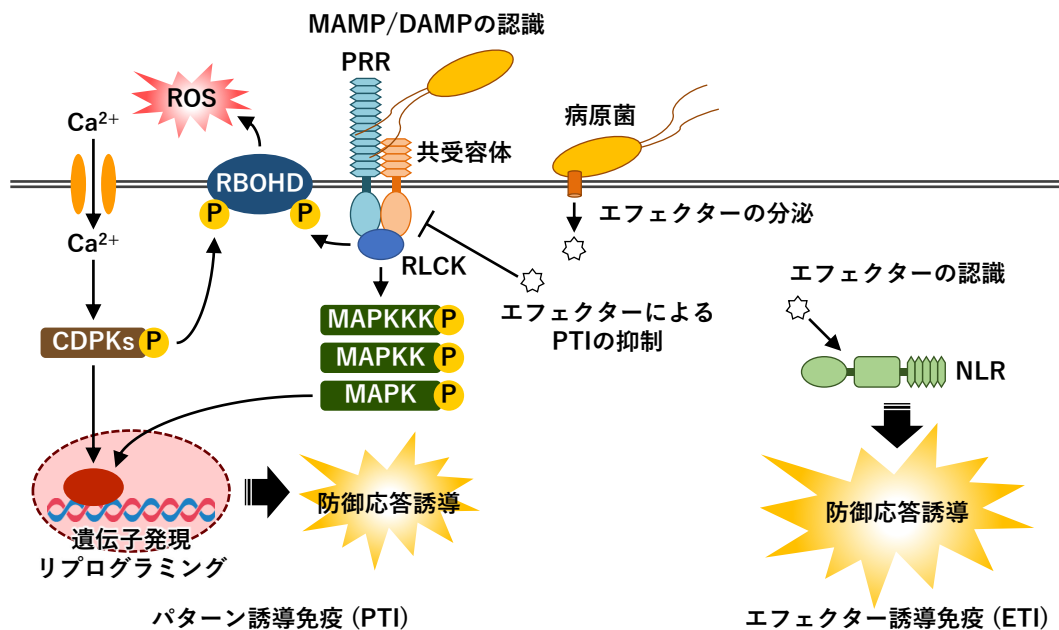 MAMP/DAMPの認識
PRR
ROS
Ca²⁺
病原菌
共受容体
RBOHD
P
P
エフェクターの分泌
Ca²⁺
RLCK
エフェクターの認識
エフェクターによる
PTIの抑制
MAPKKK P
CDPKs P
MAPKK P
NLR
MAPK P
防御応答誘導
防御応答誘導
遺伝子発現
リプログラミング
パターン誘導免疫 (PTI)
エフェクター誘導免疫 (ETI)